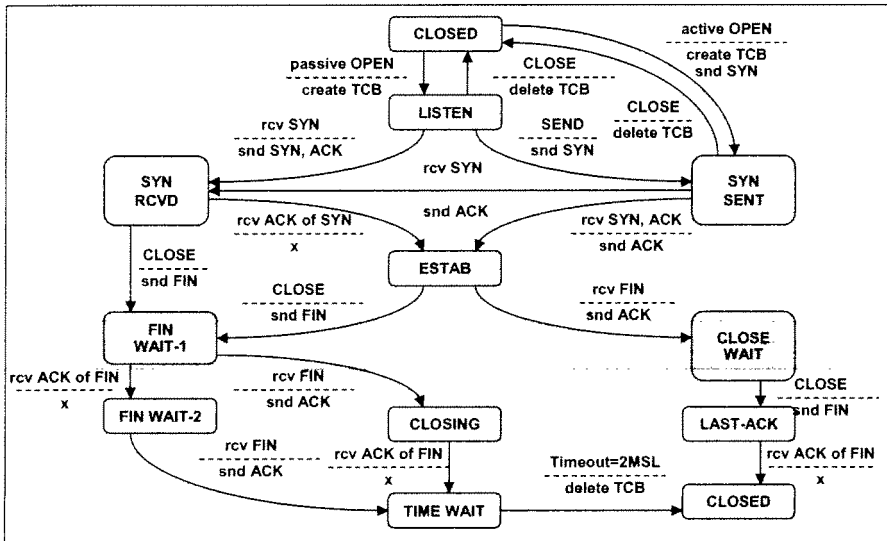 CLOSED
active OPEN
create TCB
snd SYN
passive OPEN
create TCB
CLOSE
delete TCB
CLOSE
delete TCB
LISTEN
rcv SYN
snd SYN, ACK
SEND
snd SYN
rcv SYN
SYN
RCVD
SYN
SENT
snd ACK
rcv ACK of SYN
x
rcv SYN, ACK
snd ACK
ESTAB
CLOSE
snd FIN
CLOSE
snd FIN
rcv FIN
snd ACK
FIN
WAIT-1
CLOSE
WAIT
rcv ACK of FIN
x
rcv FIN
snd ACK
CLOSE
snd FIN
FIN WAIT-2
CLOSING
LAST-ACK
rcv FIN
snd ACK
rcv ACK of FIN
x
rcv ACK of FIN
x
Timeout=2MSL
delete TCB
TIME WAIT
CLOSED